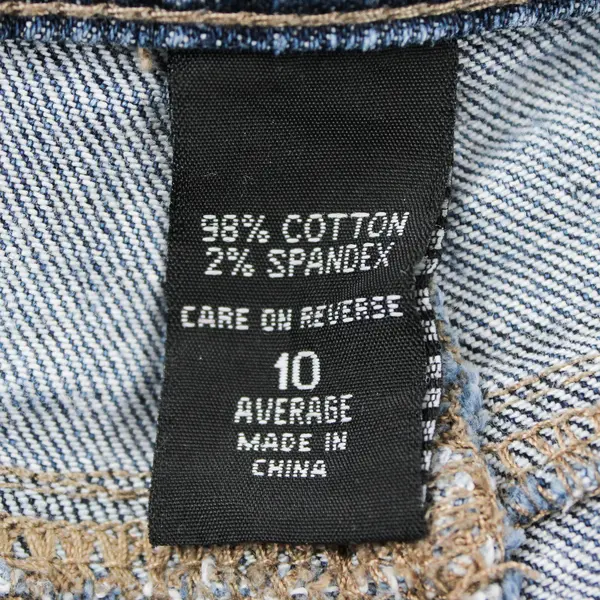 98% COTTON
2% SPANDEX
CARE ON REVERSE
10
AVERAGE
MADE IN
CHINA